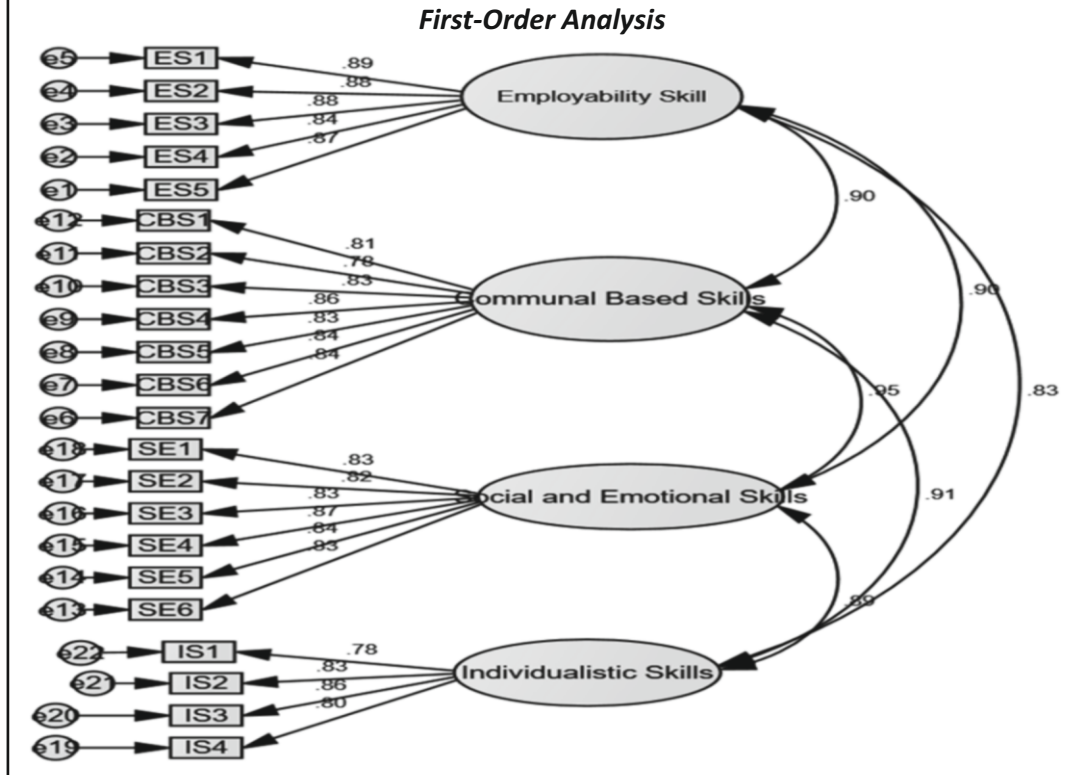 First-Order Analysis
e5 ES1 .89
e4 ES2 .88
e3 ES3 .88
e2 ES4 .84
e1 ES5 .87
Employability Skill
e12 CBS1 .81
e11 CBS2 .78
e10 CBS3 .83
e9 CBS4 .86
e8 CBS5 .83
e7 CBS6 .84
e6 CBS7 .84
Communal Based Skills
e18 SE1 .83
e17 SE2 .82
e16 SE3 .83
e15 SE4 .87
e14 SE5 .84
e13 SE6 .83
Social and Emotional Skills
e22 IS1 .78
e21 IS2 .83
e20 IS3 .86
e19 IS4 .80
Individualistic Skills
.90
.90
.83
.95
.91
.89